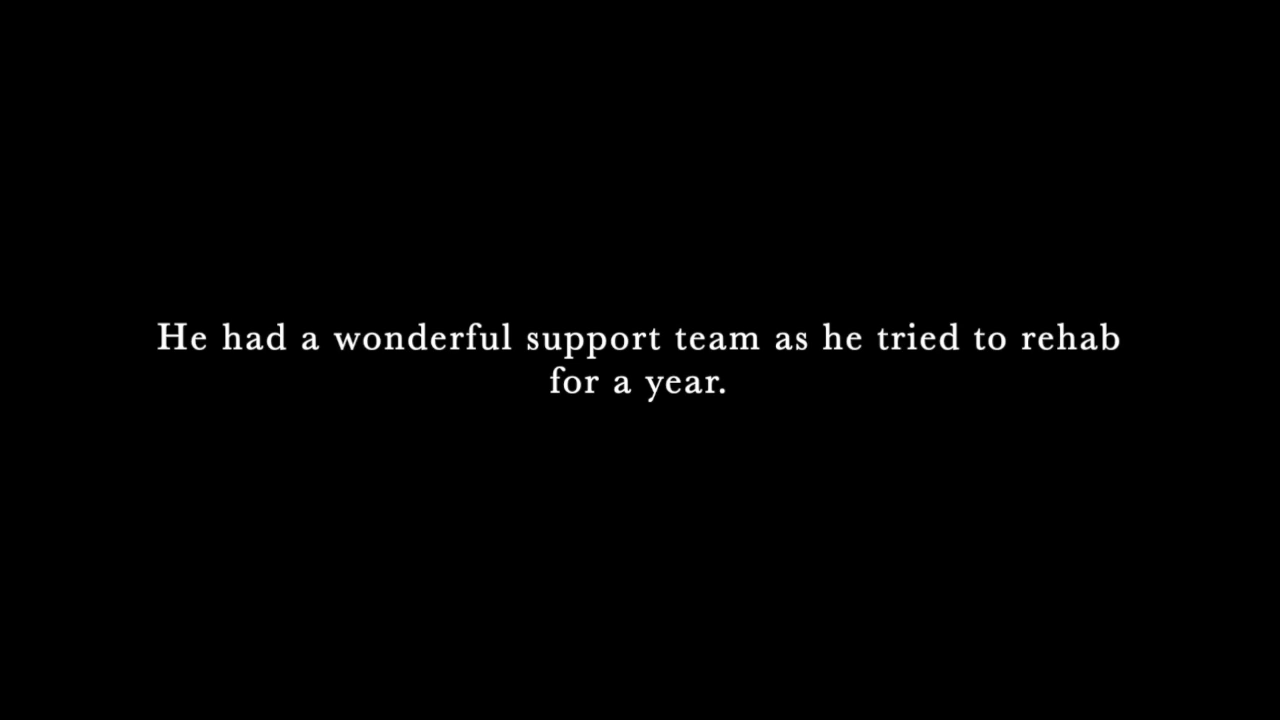 He had a wonderful support team as he tried to rehab
for a year.